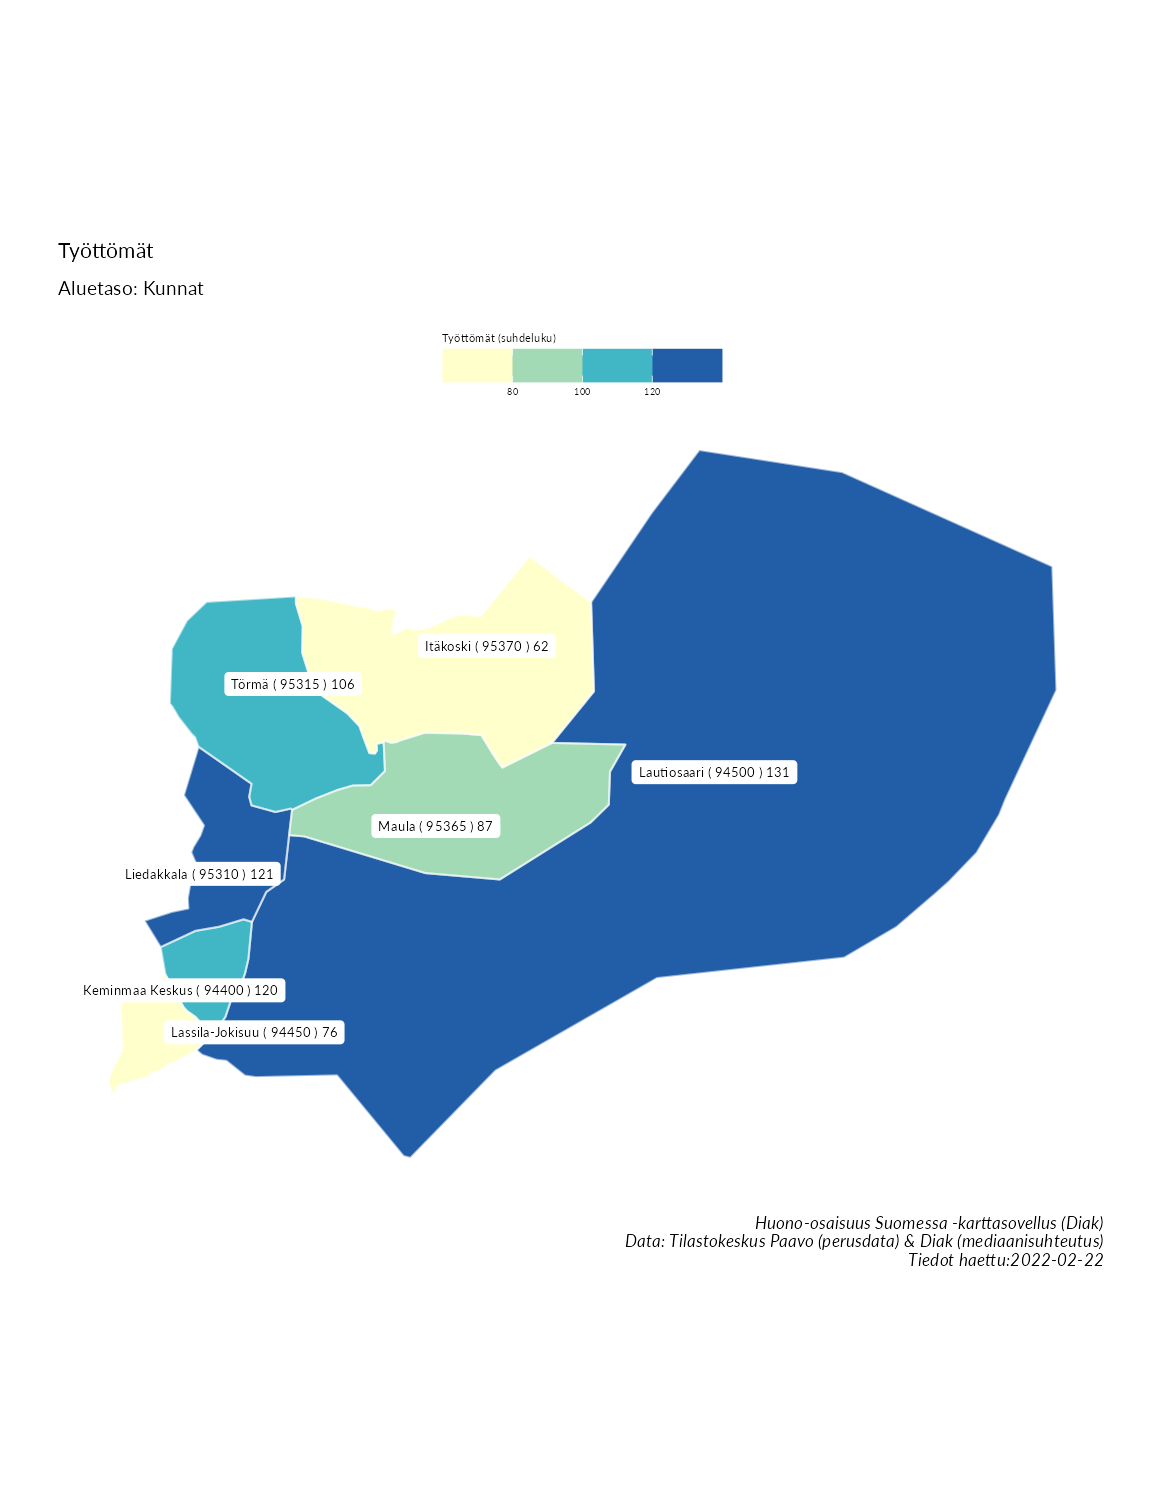 Työttömät
Aluetaso: Kunnat
Työttömät (suhdeluku)
80 100 120
Itäkoski ( 95370 ) 62
Törmä ( 95315 ) 106
Lautiosaari ( 94500 ) 131
Maula ( 95365 ) 87
Liedakkala ( 95310 ) 121
Keminmaa Keskus ( 94400 ) 120
Lassila-Jokisuu ( 94450 ) 76
Huono-osaisuus Suomessa -karttasovellus (Diak)
Data: Tilastokeskus Paavo (perusdata) & Diak (mediaanisuhteutus)
Tiedot haettu:2022-02-22